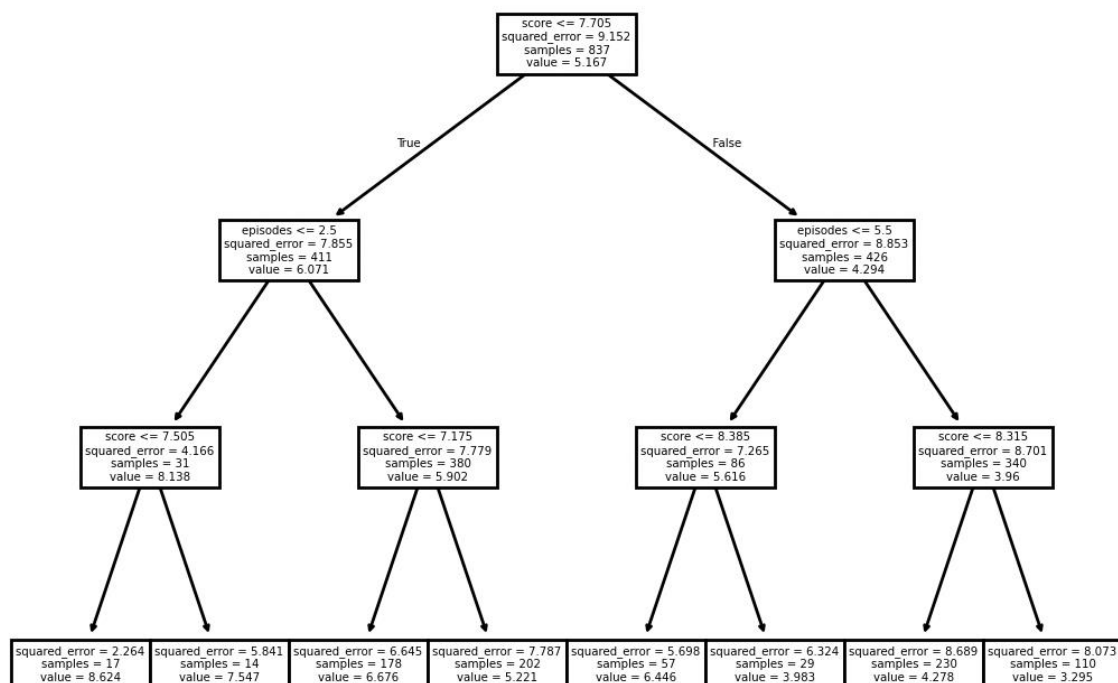 score <= 7.705
squared_error = 9.152
samples = 837
value = 5.167
True
False
episodes <= 2.5
squared_error = 7.855
samples = 411
value = 6.071
episodes <= 5.5
squared_error = 8.853
samples = 426
value = 4.294
score <= 7.505
squared_error = 4.166
samples = 31
value = 8.138
score <= 7.175
squared_error = 7.779
samples = 380
value = 5.902
score <= 8.385
squared_error = 7.265
samples = 86
value = 5.616
score <= 8.315
squared_error = 8.701
samples = 340
value = 3.96
squared_error = 2.264
samples = 17
value = 8.624
squared_error = 5.841
samples = 14
value = 7.547
squared_error = 6.645
samples = 178
value = 6.676
squared_error = 7.787
samples = 202
value = 5.221
squared_error = 5.698
samples = 57
value = 6.446
squared_error = 6.324
samples = 29
value = 3.983
squared_error = 8.689
samples = 230
value = 4.278
squared_error = 8.073
samples = 110
value = 3.295